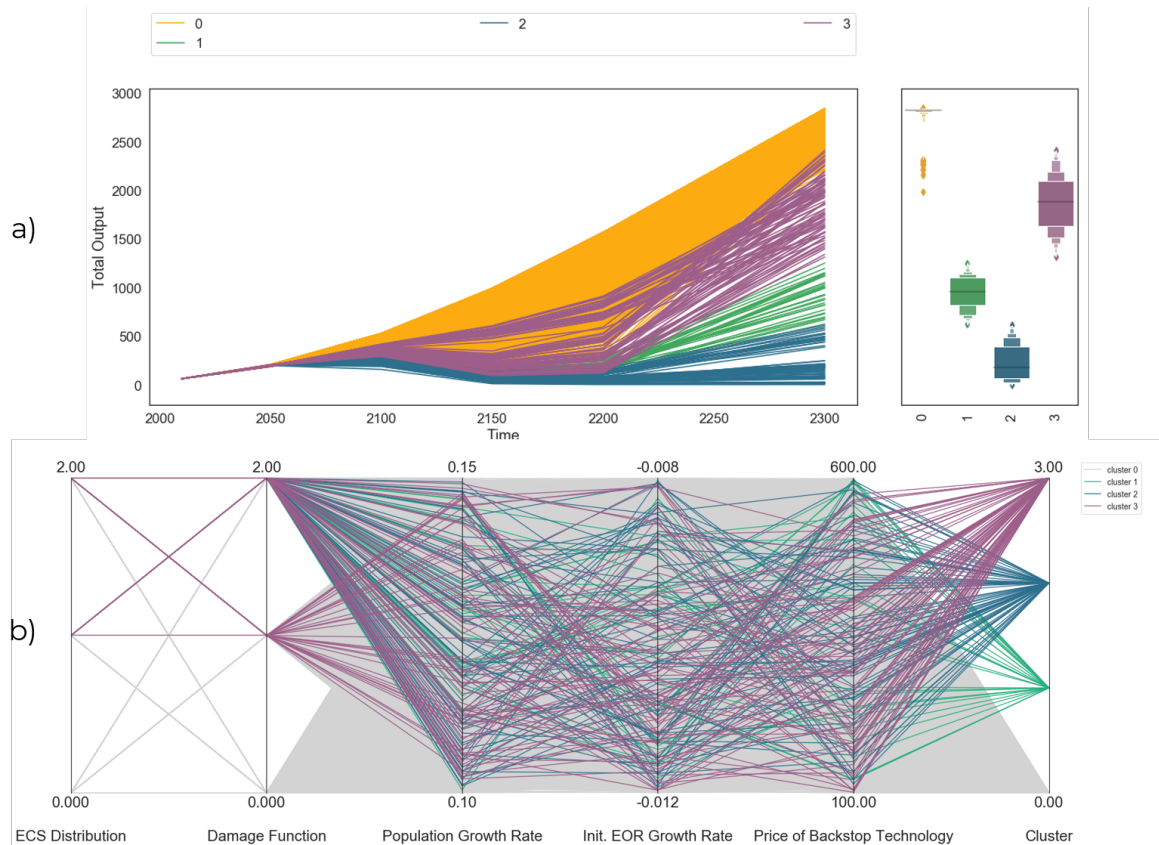 0 2 3
1
a)
3000
2500
2000
1500
1000
500
0
Total Output
2000 2050 2100 2150 2200 2250 2300
Time
0 1 2 3
b)
2.00 2.00 0.15 -0.008 600.00 3.00
cluster 0
cluster 1
cluster 2
cluster 3
0.000 0.000 0.10 -0.012 100.00 0.00
ECS Distribution Damage Function Population Growth Rate Init. EOR Growth Rate Price of Backstop Technology Cluster